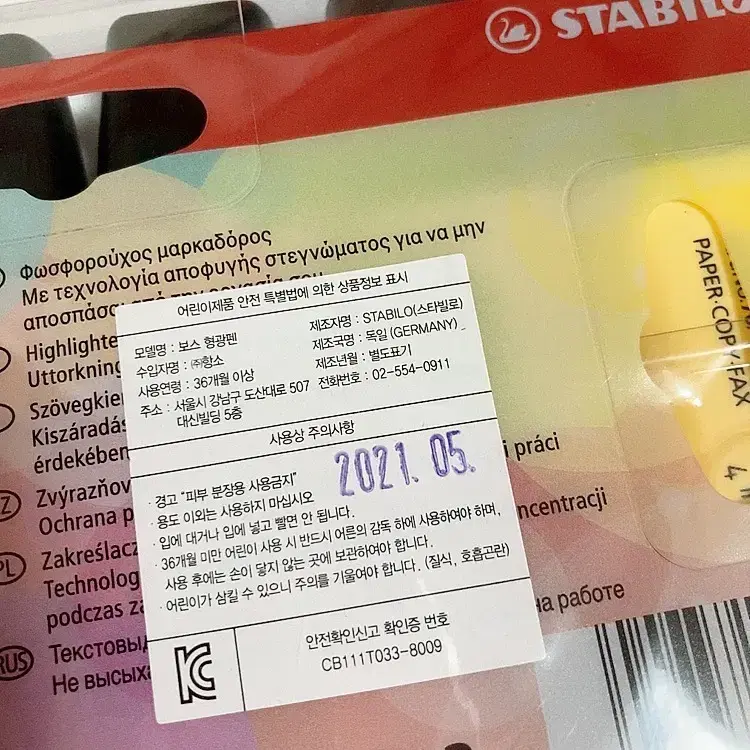 STABILO
Φωσφορούχος μαρκαδόρος
Με τεχνολογία αποφυγής στεγνώματος για να μην
αποσπάσαι από την εργασία σου
Highlighte
Uttorkning
Szövegkie
Kiszáradás
érdekében
Zvýrazňov
Ochrana p
i práci
PL
Zakreślacz
Technolog
ncentracji
podczas za
RUS
Текстовыд
Не высыха
на работе
어린이제품 안전 특별법에 의한 상품정보 표시
모델명 : 보스 형광펜
제조자명 : STABILO(스타빌로)
수입자명 : ㈜항소
제조국명 : 독일 (GERMANY)
사용연령 : 36개월 이상
제조년월 : 별도표기
주소 : 서울시 강남구 도산대로 507
전화번호 : 02-554-0911
대신빌딩 5층
사용상 주의사항
2021. 05.
· 경고 "피부 분장용 사용금지"
· 용도 이외는 사용하지 마십시오
· 입에 대거나 입에 넣고 빨면 안 됩니다.
· 36개월 미만 어린이 사용 시 반드시 어른의 감독 하에 사용하여야 하며,
사용 후에는 손이 닿지 않는 곳에 보관하여야 합니다.
· 어린이가 삼킬 수 있으니 주의를 기울여야 합니다. (질식, 호흡곤란)
안전확인신고 확인증 번호
CB111T033-8009
PAPER·COPY·FAX
4